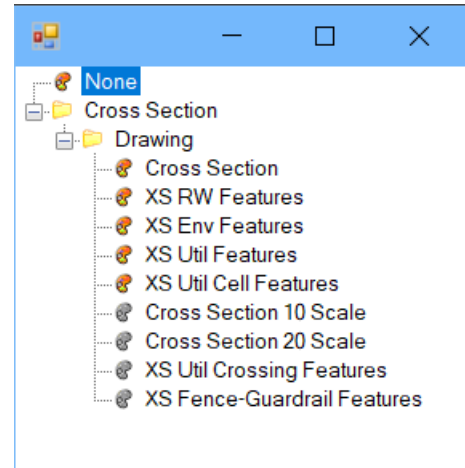 None
Cross Section
Drawing
Cross Section
XS RW Features
XS Env Features
XS Util Features
XS Util Cell Features
Cross Section 10 Scale
Cross Section 20 Scale
XS Util Crossing Features
XS Fence-Guardrail Features